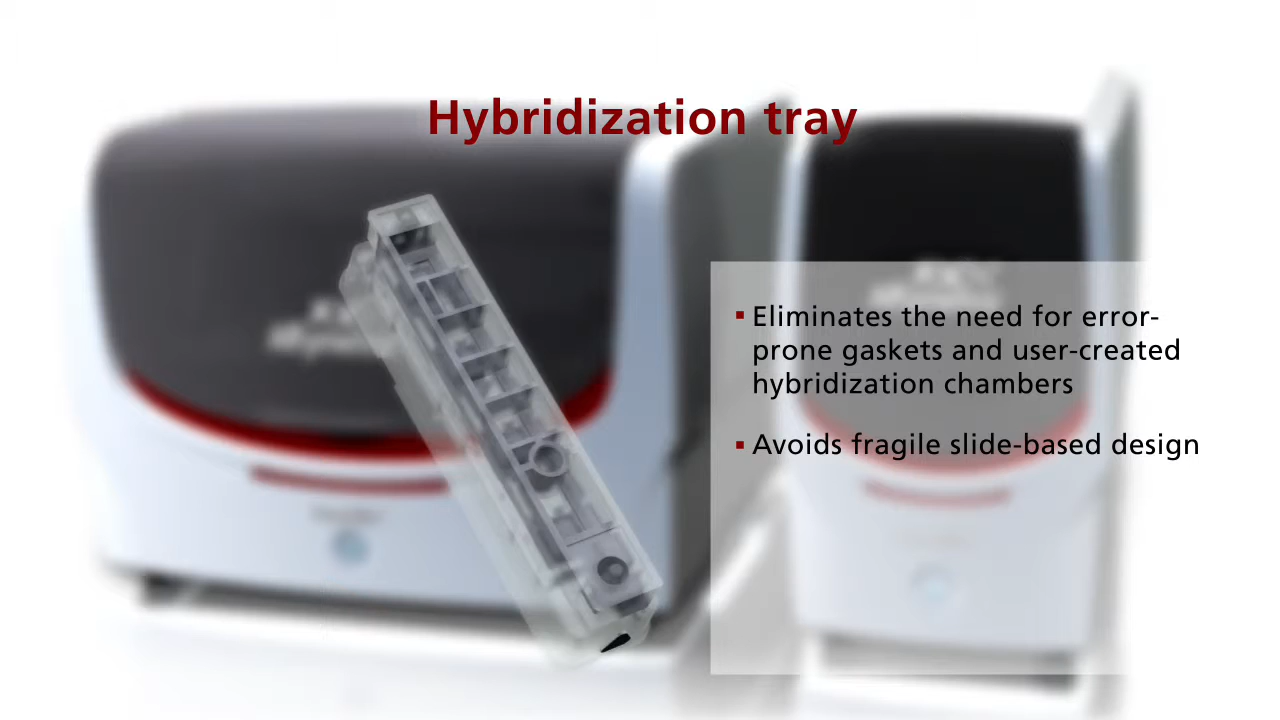 Hybridization tray
▪ Eliminates the need for error-
prone gaskets and user-created
hybridization chambers
▪ Avoids fragile slide-based design